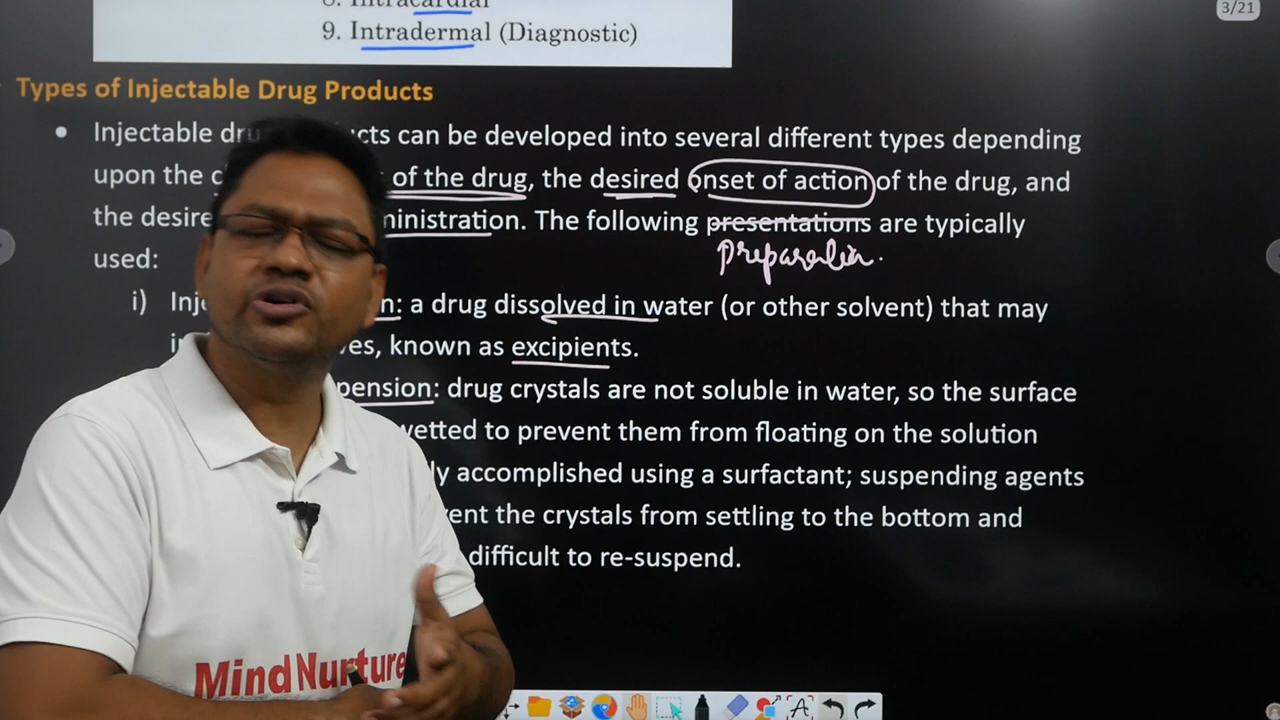 3/21
8. Intracardial
9. Intradermal (Diagnostic)
Types of Injectable Drug Products
• Injectable cts can be developed into several different types depending
upon the of the drug, the desired onset of action of the drug, and
the ministration. The following presentations are typically
preparation.
used:
i) n: a drug dissolved in water (or other solvent) that may
ves, known as excipients.
pension: drug crystals are not soluble in water, so the surface
wetted to prevent them from floating on the solution
ly accomplished using a surfactant; suspending agents
vent the crystals from settling to the bottom and
difficult to re-suspend.
MindNurture